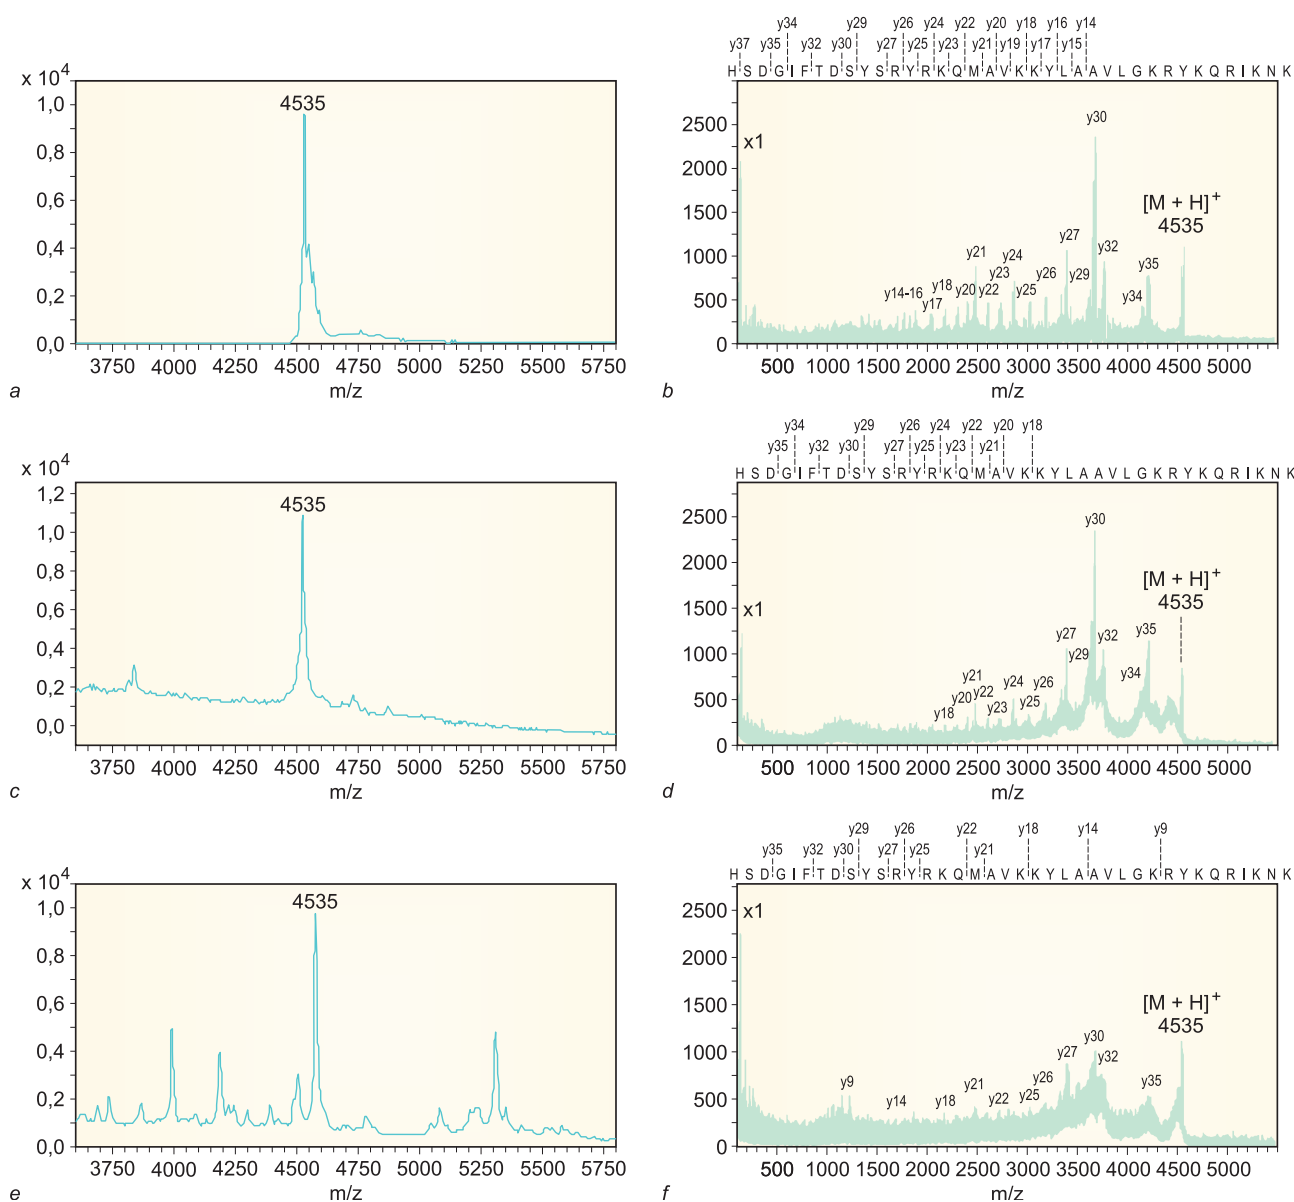 x 10⁴
4535
1,0
0,8
0,6
0,4
0,2
0,0
3750 4000 4250 4500 4750 5000 5250 5500 5750
m/z
a
y34 y29 y26 y24 y22 y20 y18 y16 y14
y37 y35 y32 y30 y27 y25 y23 y21 y19 y17 y15
H S D G I F T D S Y S R Y R K Q M A V K K Y L A A V L G K R Y K Q R I K N K
2500
2000
1500
1000
500
0
x1
y30
[M + H]⁺
4535
y27
y32
y21
y24
y23
y29
y35
y26
y18
y14-16
y17
y20
y22
y25
y34
500 1000 1500 2000 2500 3000 3500 4000 4500 5000
m/z
b
x 10⁴
4535
1,2
1,0
0,8
0,6
0,4
0,2
0,0
3750 4000 4250 4500 4750 5000 5250 5500 5750
m/z
c
y34 y29 y26 y24 y22 y20 y18
y35 y32 y30 y27 y25 y23 y21
H S D G I F T D S Y S R Y R K Q M A V K K Y L A A V L G K R Y K Q R I K N K
2500
2000
1500
1000
500
0
x1
y30
[M + H]⁺
4535
y27
y32
y35
y29
y21
y24
y26
y34
y20
y22
y18
y23
y25
500 1000 1500 2000 2500 3000 3500 4000 4500 5000
m/z
d
x 10⁴
4535
1,0
0,8
0,6
0,4
0,2
0,0
3750 4000 4250 4500 4750 5000 5250 5500 5750
m/z
e
y29 y26 y22 y18 y14 y9
y35 y32 y30 y27 y25 y21
H S D G I F T D S Y S R Y R K Q M A V K K Y L A A V L G K R Y K Q R I K N K
2500
2000
1500
1000
500
0
x1
[M + H]⁺
4535
y30
y27
y32
y9
y21
y26
y35
y14
y18
y22
y25
500 1000 1500 2000 2500 3000 3500 4000 4500 5000
m/z
f